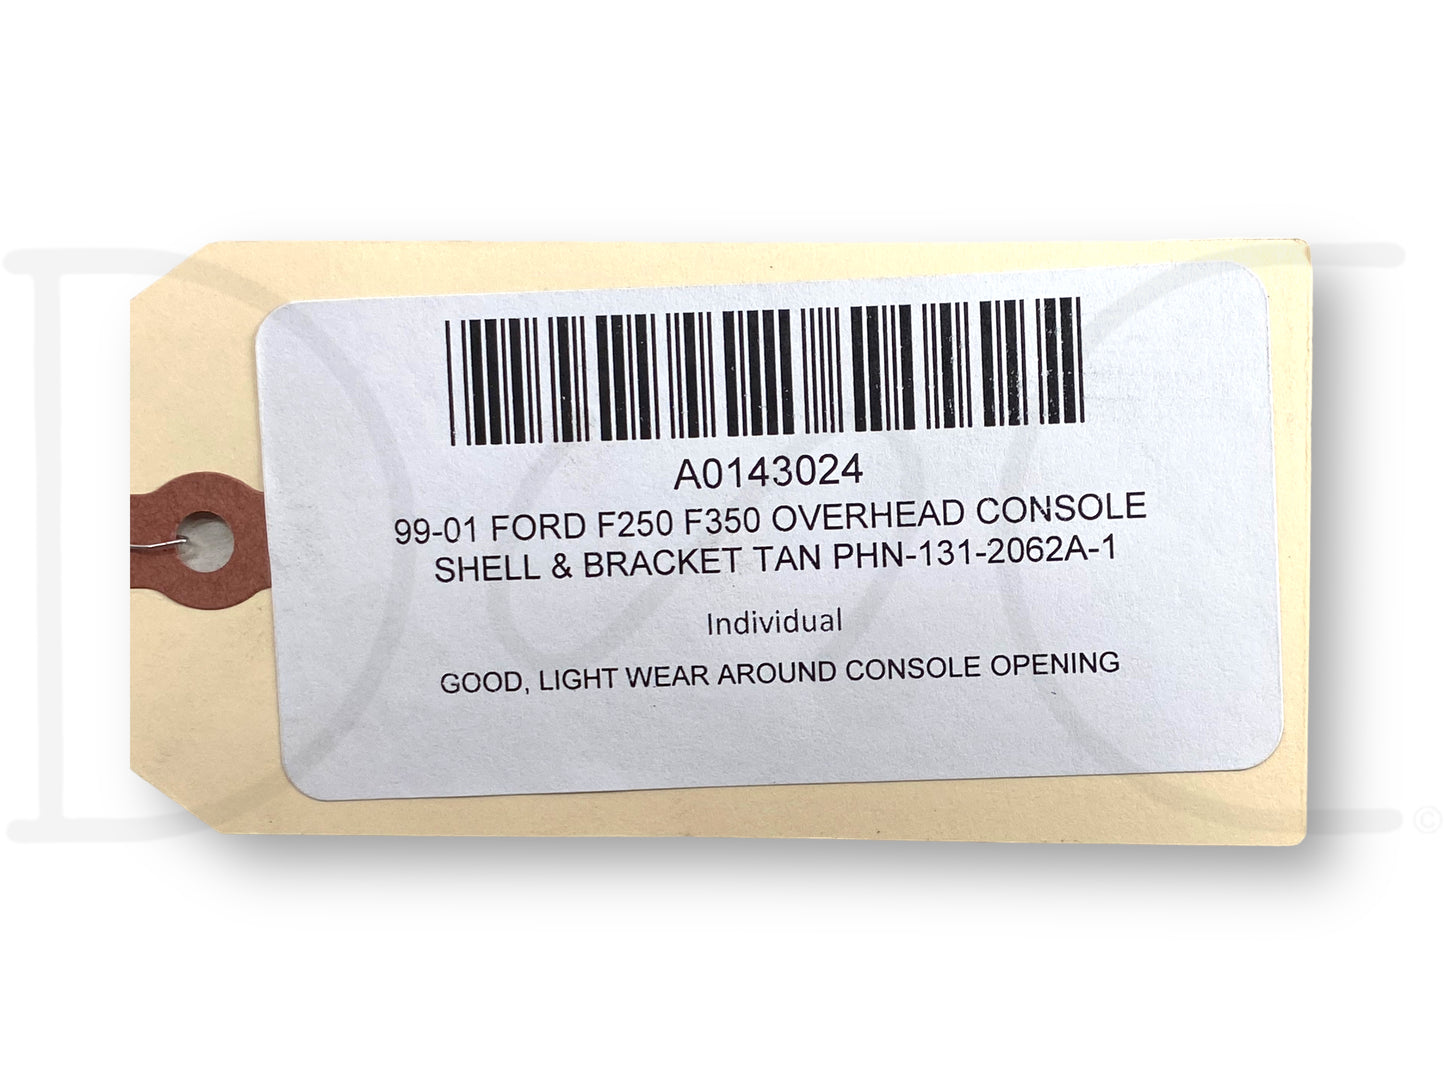 A0143024
99-01 FORD F250 F350 OVERHEAD CONSOLE
SHELL & BRACKET TAN PHN-131-2062A-1
Individual
GOOD, LIGHT WEAR AROUND CONSOLE OPENING
©